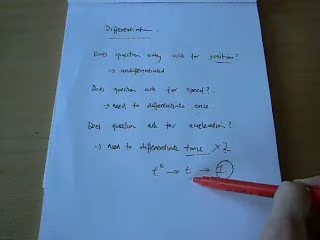 Differentiation.
Does question only ask for position?
→ undifferentiated
Does question ask for speed?
→ need to differentiate once.
Does question ask for acceleration?
→ need to differentiate twice ×2
t² → t → 1